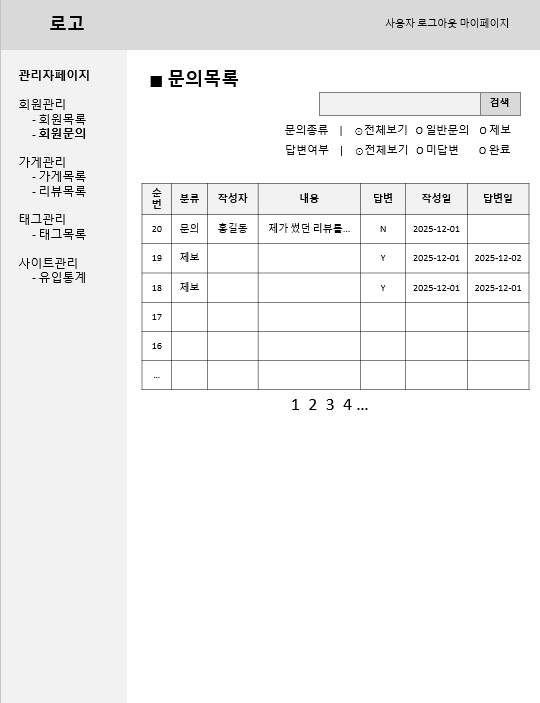 로고
사용자 로그아웃 마이페이지
관리자페이지
회원관리
- 회원목록
- 회원문의
가게관리
- 가게목록
- 리뷰목록
태그관리
- 태그목록
사이트관리
- 유입통계
■ 문의목록
검색
문의종류 | ⊙전체보기 O 일반문의 O 제보
답변여부 | ⊙전체보기 O 미답변 O 완료
순번 분류 작성자 내용 답변 작성일 답변일
20 문의 홍길동 제가 썼던 리뷰를... N 2025-12-01
19 제보 Y 2025-12-01 2025-12-02
18 제보 Y 2025-12-01 2025-12-01
17
16
...
1 2 3 4 ...